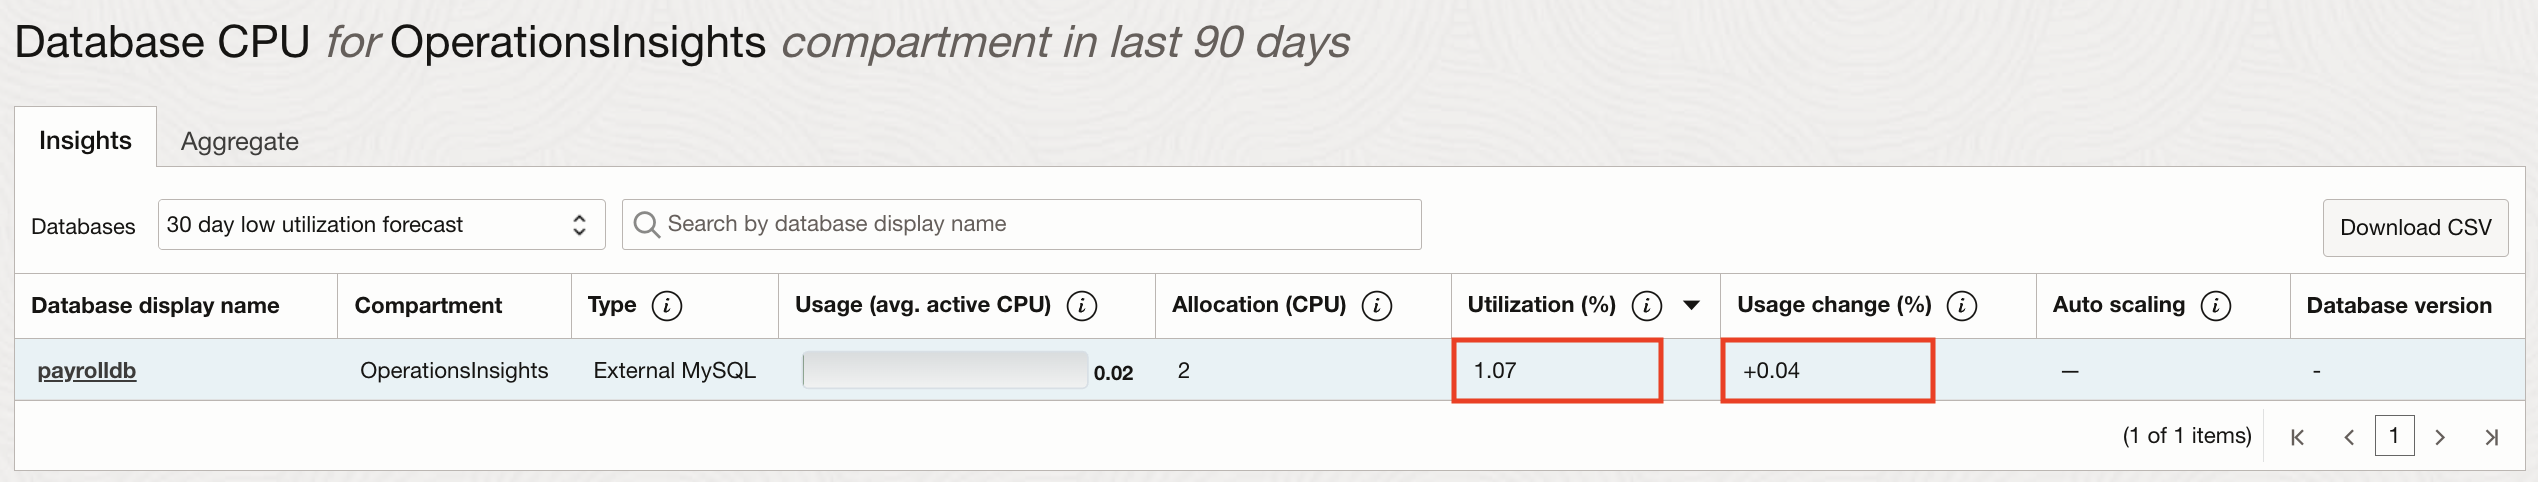 Database CPU for OperationsInsights compartment in last 90 days
Insights Aggregate
Databases 30 day low utilization forecast Search by database display name Download CSV
Database display name Compartment Type i Usage (avg. active CPU) i Allocation (CPU) i Utilization (%) i Usage change (%) i Auto scaling i Database version
payrolldb OperationsInsights External MySQL 0.02 2 1.07 +0.04 — -
(1 of 1 items) 1